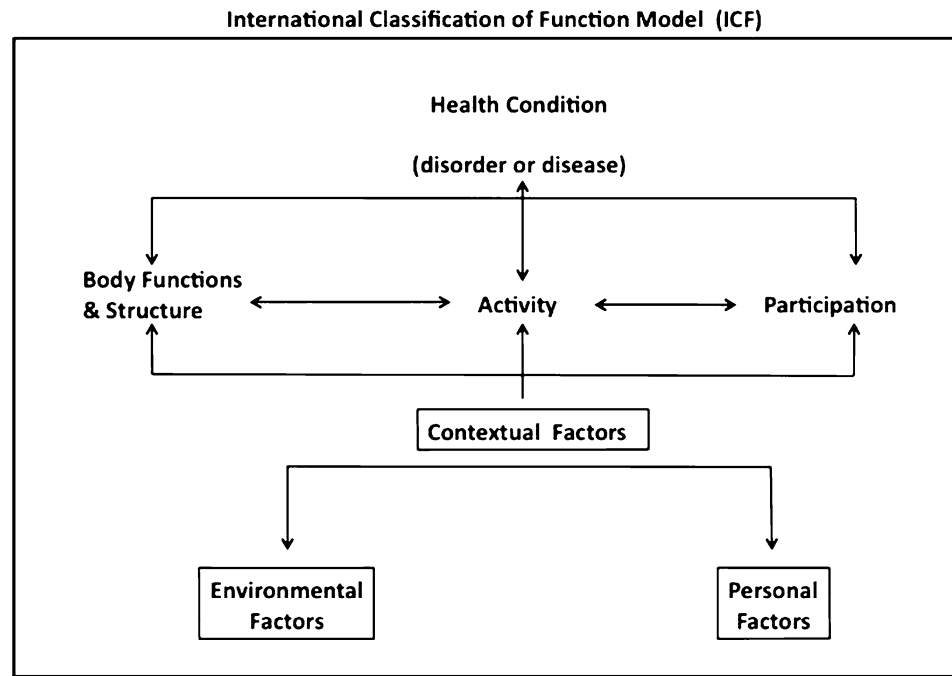 International Classification of Function Model (ICF)
Health Condition
(disorder or disease)
Body Functions
& Structure
Activity
Participation
Contextual Factors
Environmental
Factors
Personal
Factors